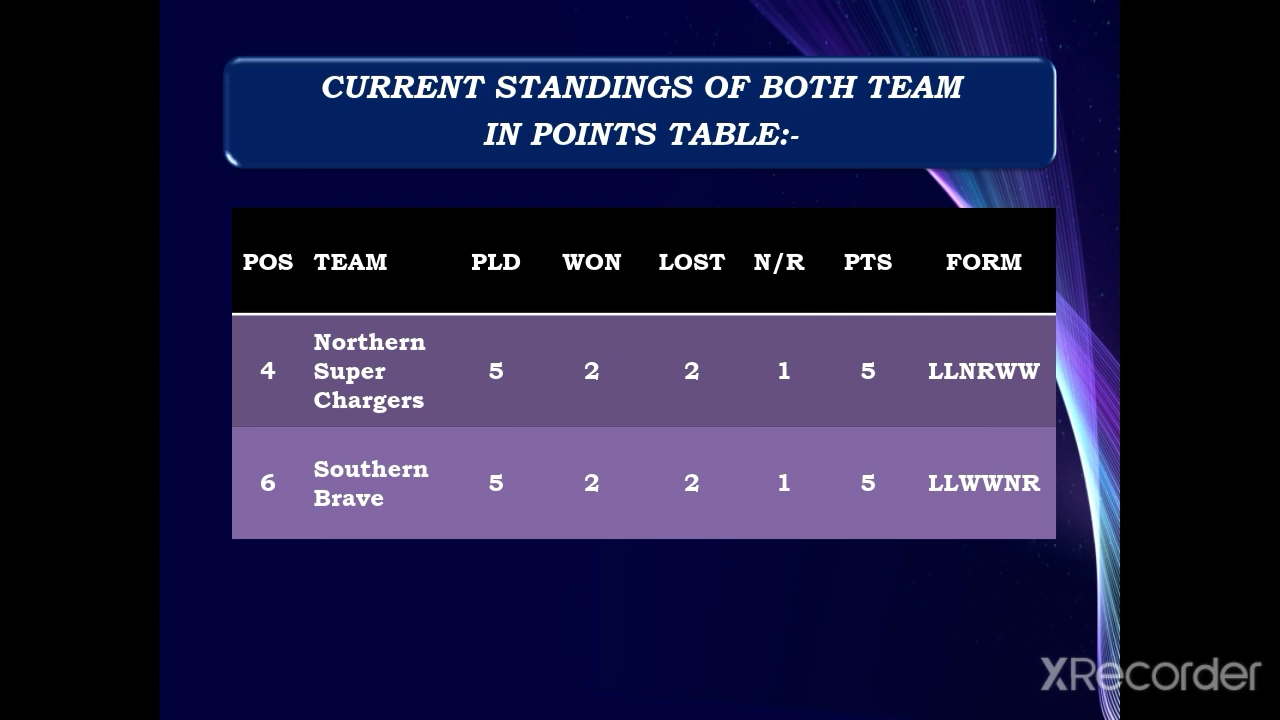 CURRENT STANDINGS OF BOTH TEAM
IN POINTS TABLE:-
POS TEAM PLD WON LOST N/R PTS FORM
4 Northern Super Chargers 5 2 2 1 5 LLNRWW
6 Southern Brave 5 2 2 1 5 LLWWNR
XRecorder